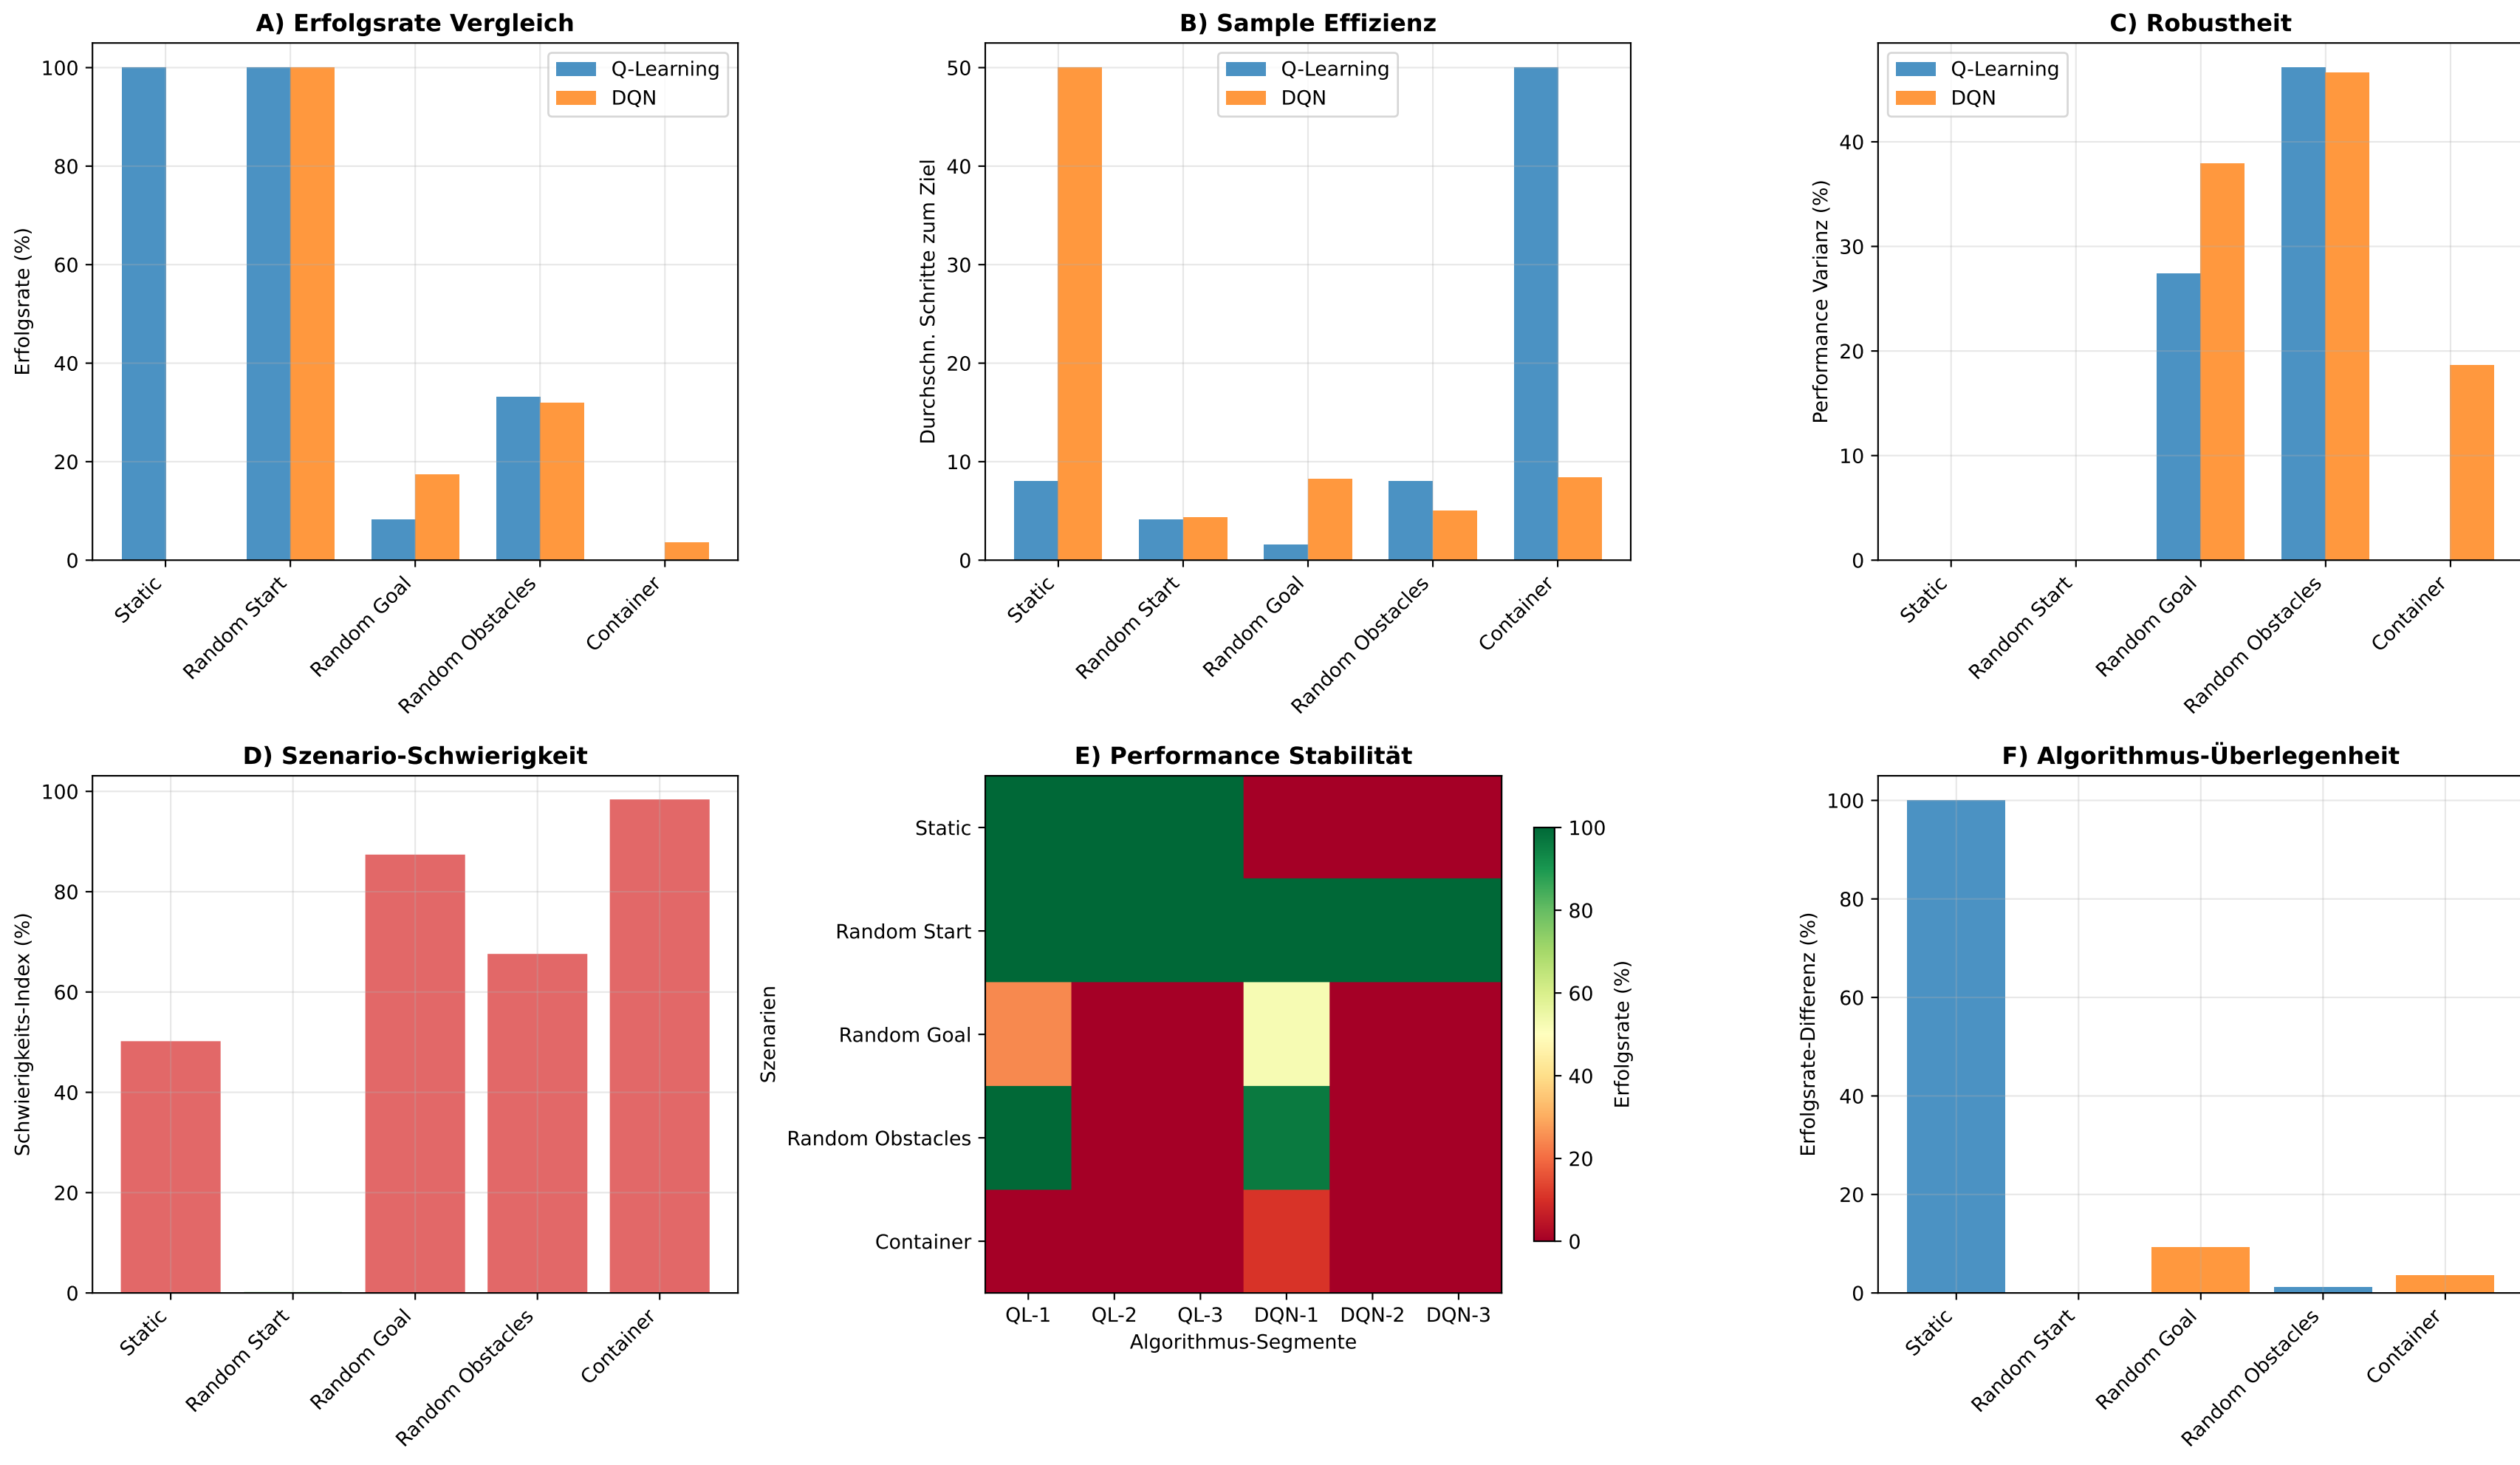 A) Erfolgsrate Vergleich
Erfolgsrate (%)
100
80
60
40
20
0
Q-Learning
DQN
Static
Random Start
Random Goal
Random Obstacles
Container
B) Sample Effizienz
Durchschn. Schritte zum Ziel
50
40
30
20
10
0
Q-Learning
DQN
Static
Random Start
Random Goal
Random Obstacles
Container
C) Robustheit
Performance Varianz (%)
40
30
20
10
0
Q-Learning
DQN
Static
Random Start
Random Goal
Random Obstacles
Container
D) Szenario-Schwierigkeit
Schwierigkeits-Index (%)
100
80
60
40
20
0
Static
Random Start
Random Goal
Random Obstacles
Container
E) Performance Stabilität
Szenarien
Static
Random Start
Random Goal
Random Obstacles
Container
QL-1
QL-2
QL-3
DQN-1
DQN-2
DQN-3
Algorithmus-Segmente
100
80
60
40
20
0
Erfolgsrate (%)
F) Algorithmus-Überlegenheit
Erfolgsrate-Differenz (%)
100
80
60
40
20
0
Static
Random Start
Random Goal
Random Obstacles
Container